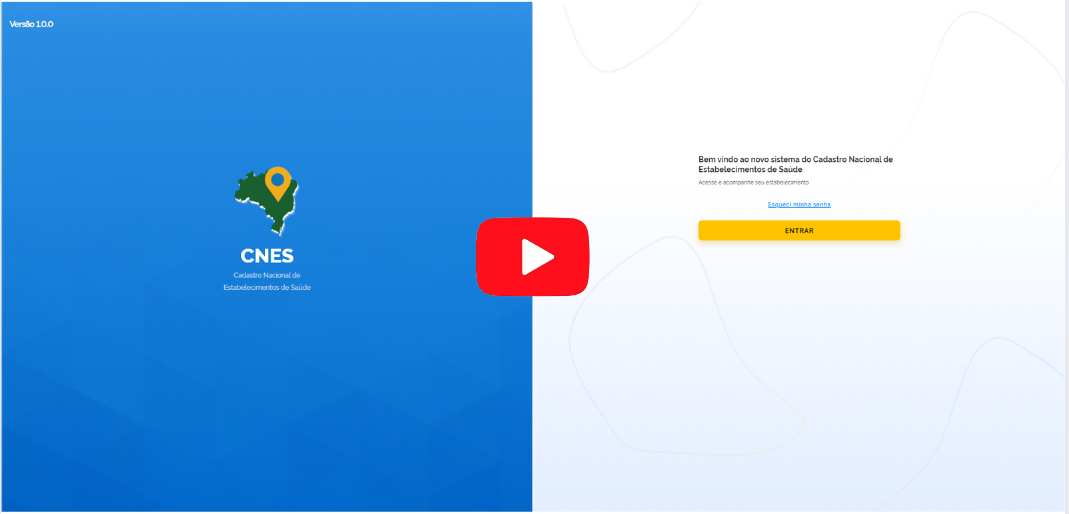 Versão 1.0.0
CNES
Cadastro Nacional de
Estabelecimentos de Saúde
Bem vindo ao novo sistema do Cadastro Nacional de
Estabelecimentos de Saúde
Acesse e acompanhe seu estabelecimento
Esqueci minha senha
ENTRAR